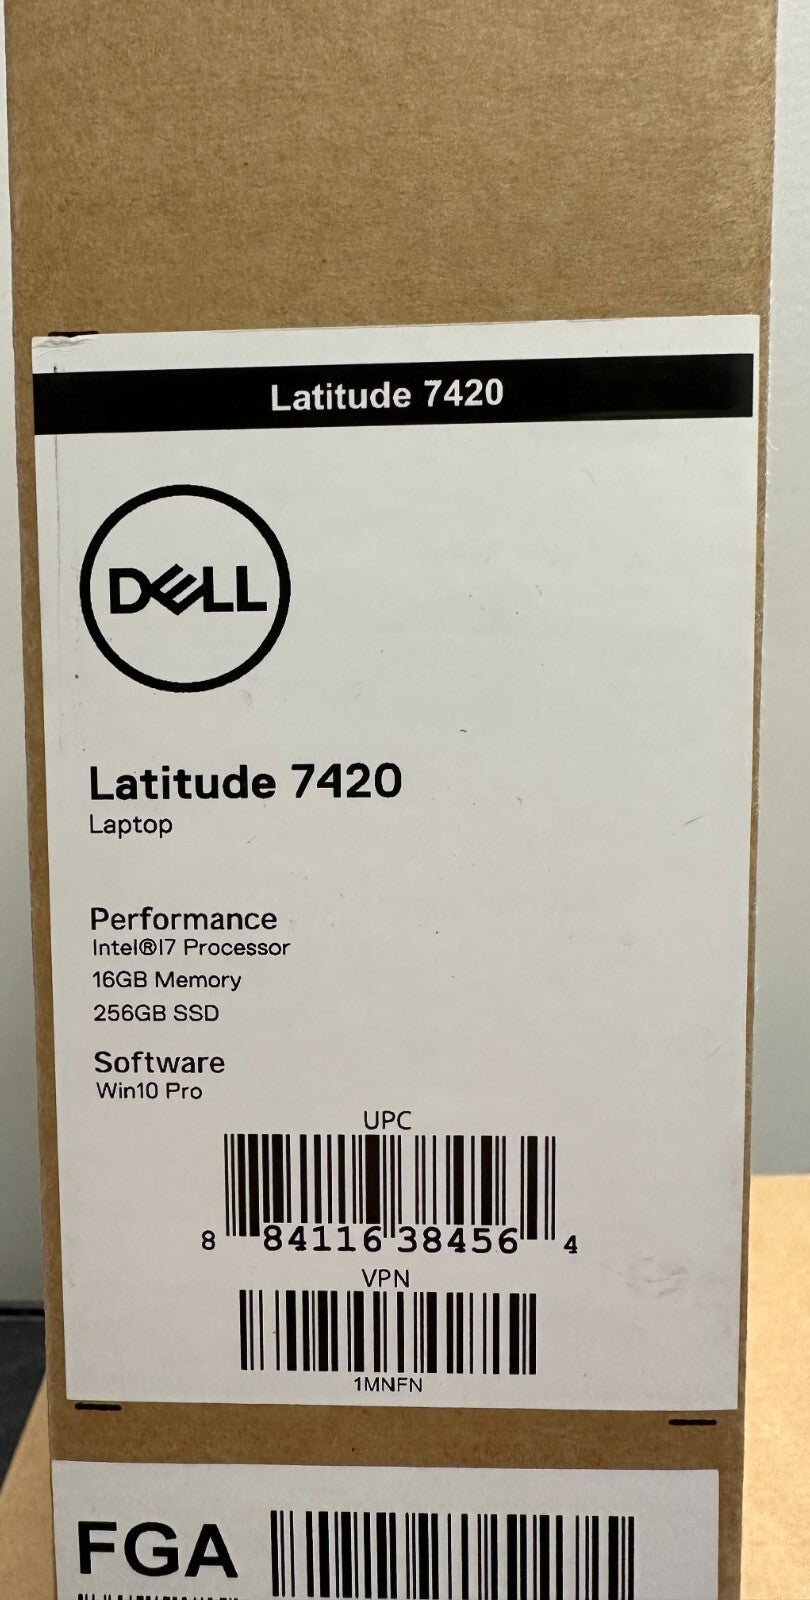 Latitude 7420
DELL
Latitude 7420
Laptop
Performance
Intel®I7 Processor
16GB Memory
256GB SSD
Software
Win10 Pro
UPC
8 84116 38456 4
VPN
1MNFN
FGA